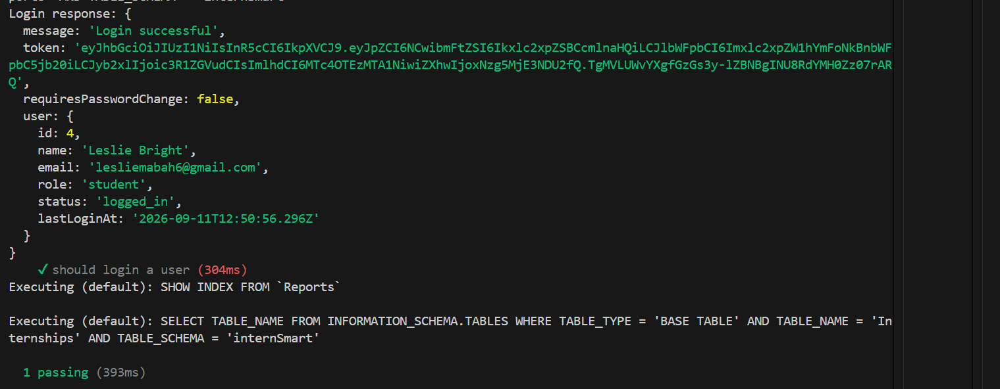 Login response: {
message: 'Login successful',
token: 'eyJhbGciOiJIUzI1NiIsInR5cCI6IkpXVCJ9.eyJpZCI6NCwibmFtZSI6Ikxlc2xpZSBCcmlnaHQiLCJlbWFpbCI6Imxlc2xpZW1hYmFoNkBnbWFpbC5jb20iLCJyb2xlIjoic3R1ZGVudCIsImlhdCI6MTc4OTEzMTA1NiwiZXhwIjoxNzg5MjE3NDU2fQ.TgMVLUWvYXgfGzGs3y-lZBNBgINU8RdYMH0Zz07rAR
Q',
requiresPasswordChange: false,
user: {
id: 4,
name: 'Leslie Bright',
email: 'lesliemabah6@gmail.com',
role: 'student',
status: 'logged_in',
lastLoginAt: '2026-09-11T12:50:56.296Z'
}
}
✓ should login a user (304ms)
Executing (default): SHOW INDEX FROM `Reports`
Executing (default): SELECT TABLE_NAME FROM INFORMATION_SCHEMA.TABLES WHERE TABLE_TYPE = 'BASE TABLE' AND TABLE_NAME = 'In
ternships' AND TABLE_SCHEMA = 'internSmart'
1 passing (393ms)